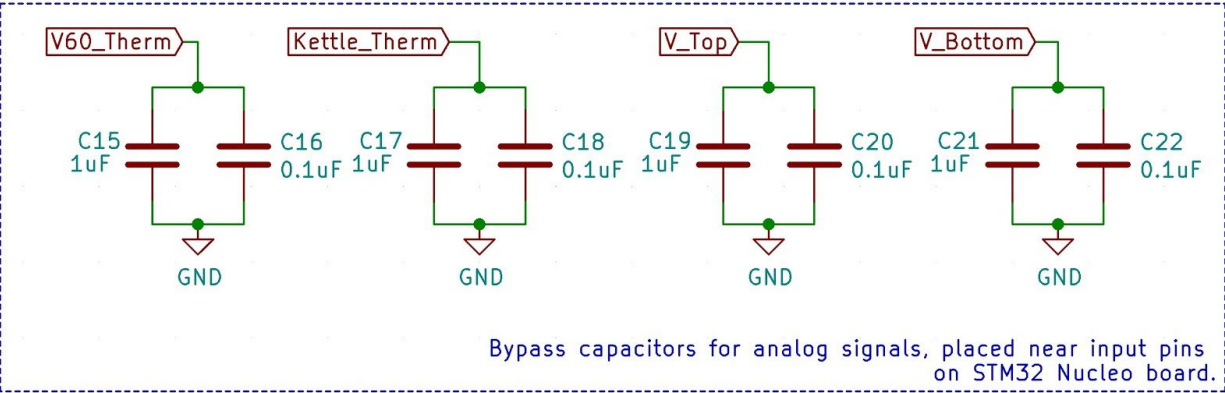 V60_Therm
Kettle_Therm
V_Top
V_Bottom
C15
1uF
C16
0.1uF
C17
1uF
C18
0.1uF
C19
1uF
C20
0.1uF
C21
1uF
C22
0.1uF
GND
GND
GND
GND
Bypass capacitors for analog signals, placed near input pins
on STM32 Nucleo board.